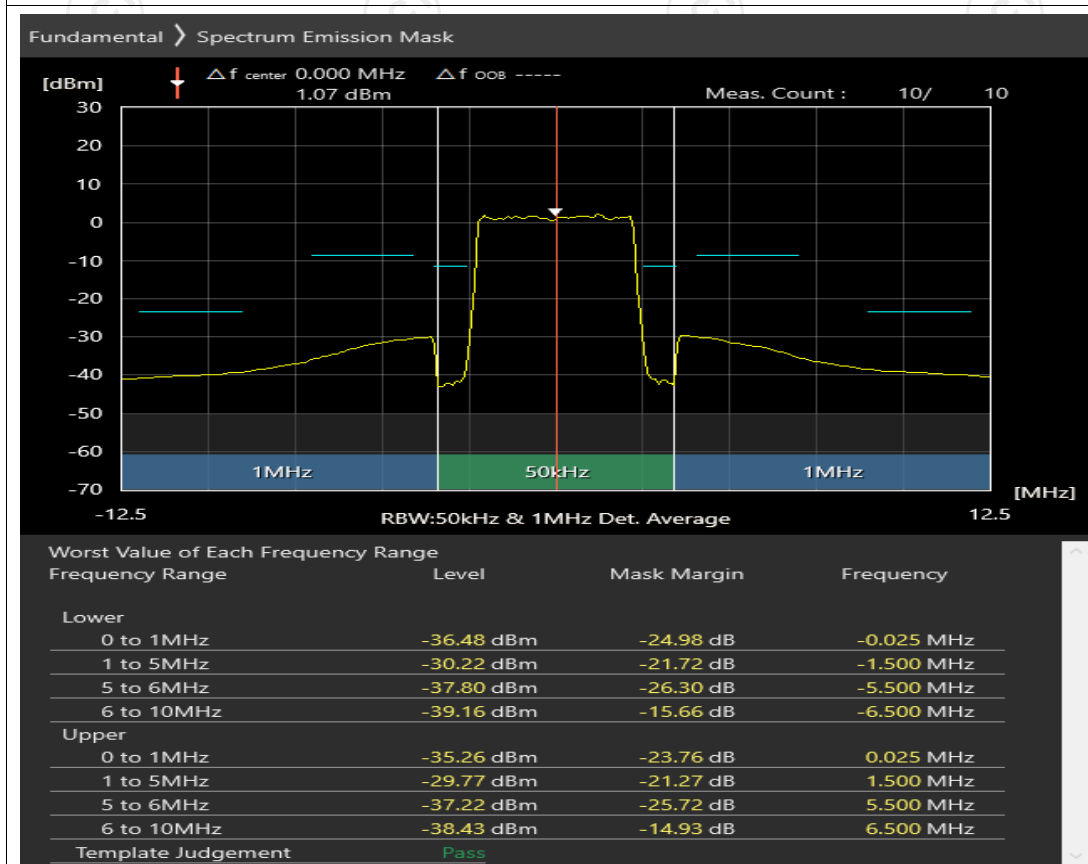 Fundamental ❯ Spectrum Emission Mask
[dBm] △f center 0.000 MHz △f OOB -----
1.07 dBm Meas. Count : 10/ 10
30
20
10
0
-10
-20
-30
-40
-50
-60
1MHz 50kHz 1MHz
-70
[MHz]
-12.5 RBW:50kHz & 1MHz Det. Average 12.5
Worst Value of Each Frequency Range
Frequency Range Level Mask Margin Frequency
Lower
0 to 1MHz -36.48 dBm -24.98 dB -0.025 MHz
1 to 5MHz -30.22 dBm -21.72 dB -1.500 MHz
5 to 6MHz -37.80 dBm -26.30 dB -5.500 MHz
6 to 10MHz -39.16 dBm -15.66 dB -6.500 MHz
Upper
0 to 1MHz -35.26 dBm -23.76 dB 0.025 MHz
1 to 5MHz -29.77 dBm -21.27 dB 1.500 MHz
5 to 6MHz -37.22 dBm -25.72 dB 5.500 MHz
6 to 10MHz -38.43 dBm -14.93 dB 6.500 MHz
Template Judgement Pass